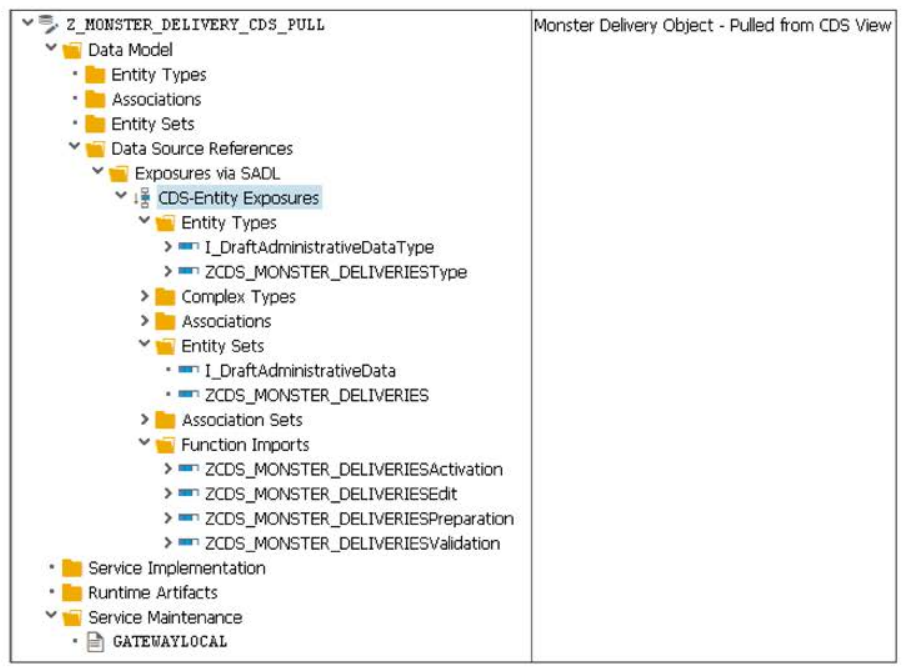 Z_MONSTER_DELIVERY_CDS_PULL Monster Delivery Object - Pulled from CDS View
Data Model
Entity Types
Associations
Entity Sets
Data Source References
Exposures via SADL
CDS-Entity Exposures
Entity Types
I_DraftAdministrativeDataType
ZCDS_MONSTER_DELIVERIESType
Complex Types
Associations
Entity Sets
I_DraftAdministrativeData
ZCDS_MONSTER_DELIVERIES
Association Sets
Function Imports
ZCDS_MONSTER_DELIVERIESActivation
ZCDS_MONSTER_DELIVERIESEdit
ZCDS_MONSTER_DELIVERIESPreparation
ZCDS_MONSTER_DELIVERIESValidation
Service Implementation
Runtime Artifacts
Service Maintenance
GATEWAYLOCAL